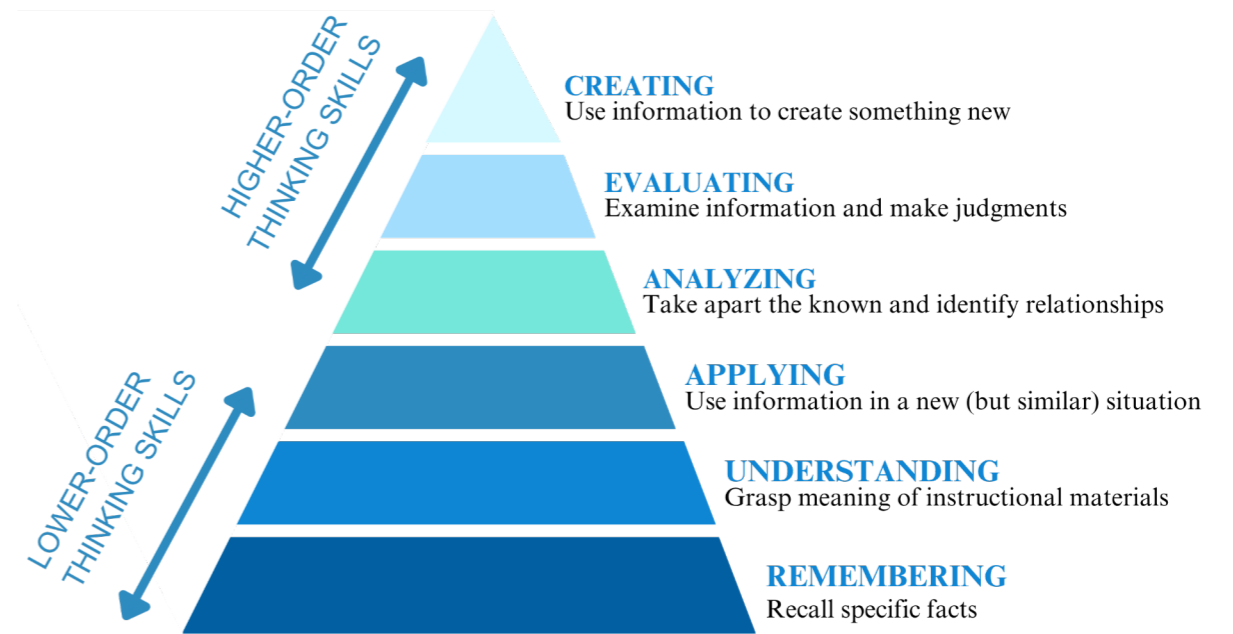 HIGHER-ORDER
THINKING SKILLS
CREATING
Use information to create something new
EVALUATING
Examine information and make judgments
ANALYZING
Take apart the known and identify relationships
LOWER-ORDER
THINKING SKILLS
APPLYING
Use information in a new (but similar) situation
UNDERSTANDING
Grasp meaning of instructional materials
REMEMBERING
Recall specific facts